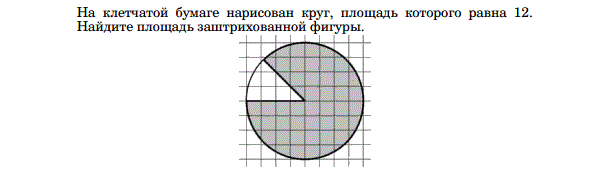 На клетчатой бумаге нарисован круг, площадь которого равна 12.
Найдите площадь заштрихованной фигуры.